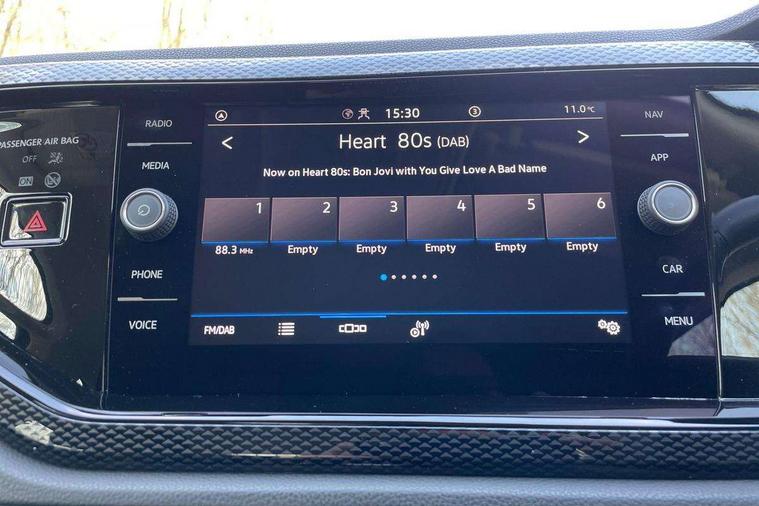 PASSENGER AIR BAG
OFF
ON
RADIO
MEDIA
PHONE
VOICE
15:30
3
11.0 °C
< Heart 80s (DAB) >
Now on Heart 80s: Bon Jovi with You Give Love A Bad Name
1 2 3 4 5 6
88.3 MHz Empty Empty Empty Empty Empty
FM/DAB
NAV
APP
CAR
MENU